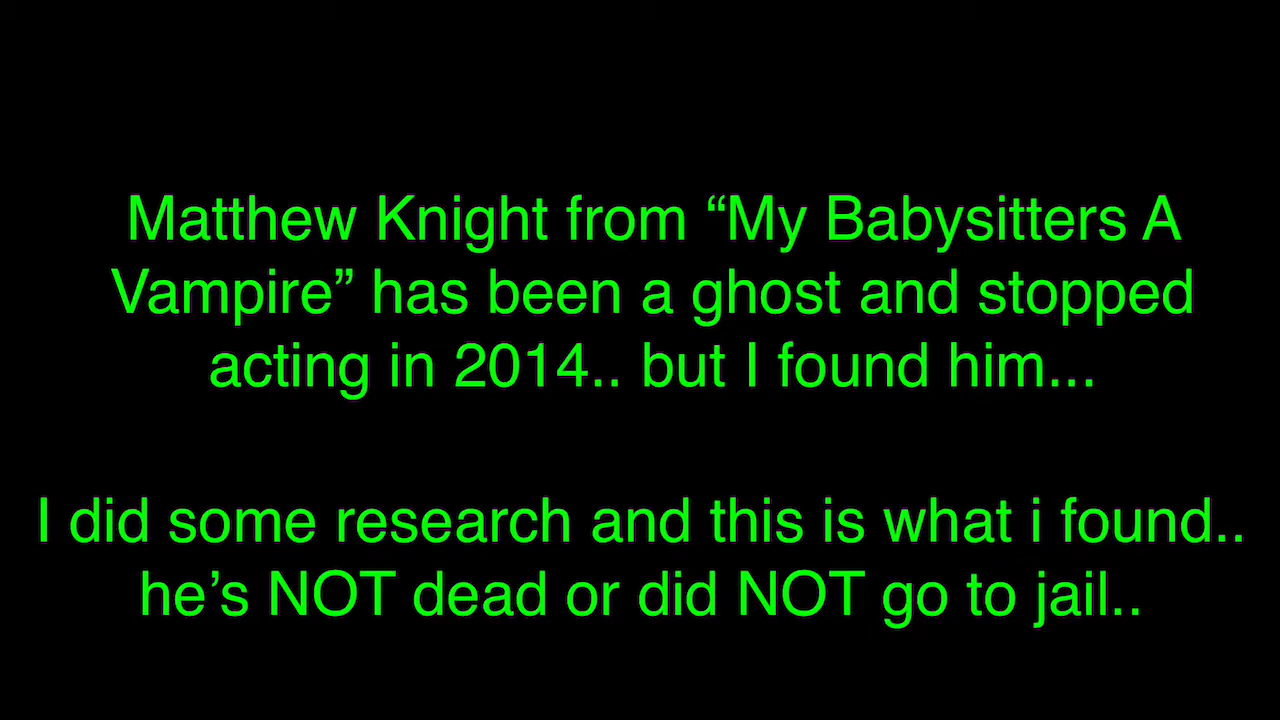 Matthew Knight from “My Babysitters A
Vampire” has been a ghost and stopped
acting in 2014.. but I found him...
I did some research and this is what i found..
he’s NOT dead or did NOT go to jail..